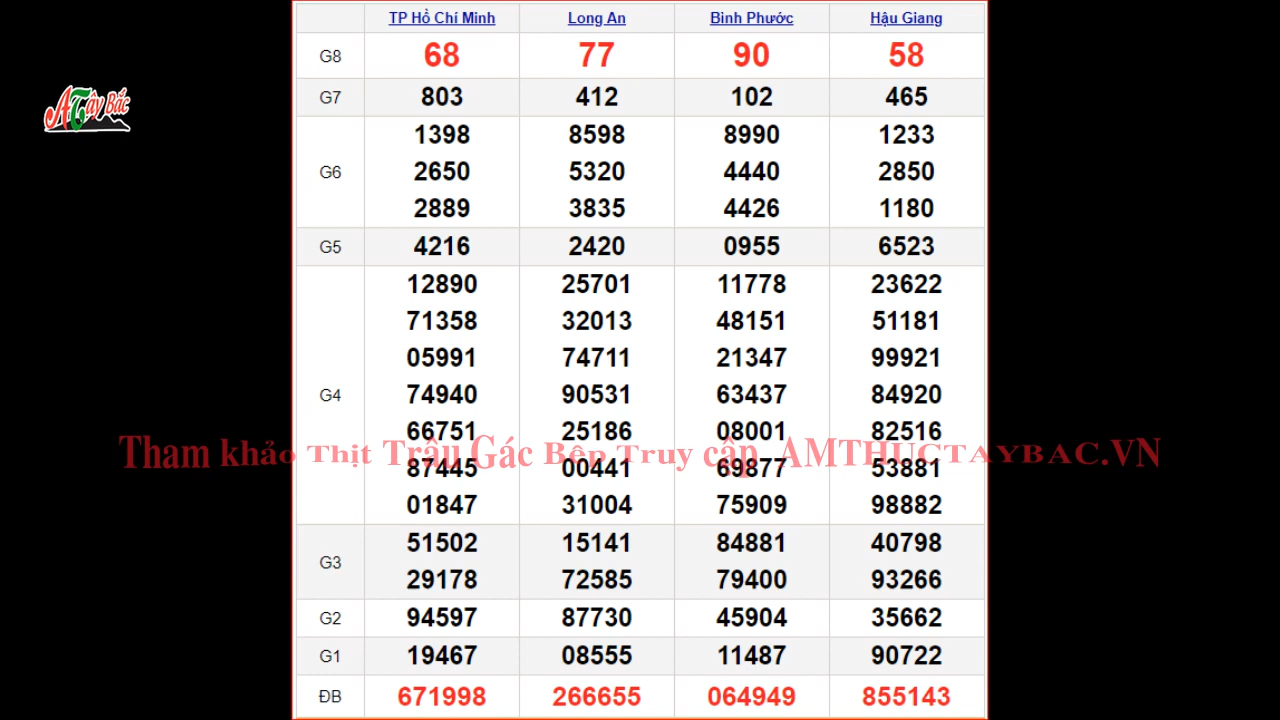 TP Hồ Chí Minh Long An Bình Phước Hậu Giang
G8 68 77 90 58
ATây Bắc
G7 803 412 102 465
1398 8598 8990 1233
G6 2650 5320 4440 2850
2889 3835 4426 1180
G5 4216 2420 0955 6523
12890 25701 11778 23622
71358 32013 48151 51181
05991 74711 21347 99921
G4 74940 90531 63437 84920
66751 25186 08001 82516
Tham khảo Thịt Trâu Gác Bếp Truy cập AMTHUCTAYBAC.VN
87445 00441 69877 53881
01847 31004 75909 98882
51502 15141 84881 40798
G3
29178 72585 79400 93266
G2 94597 87730 45904 35662
G1 19467 08555 11487 90722
ĐB 671998 266655 064949 855143